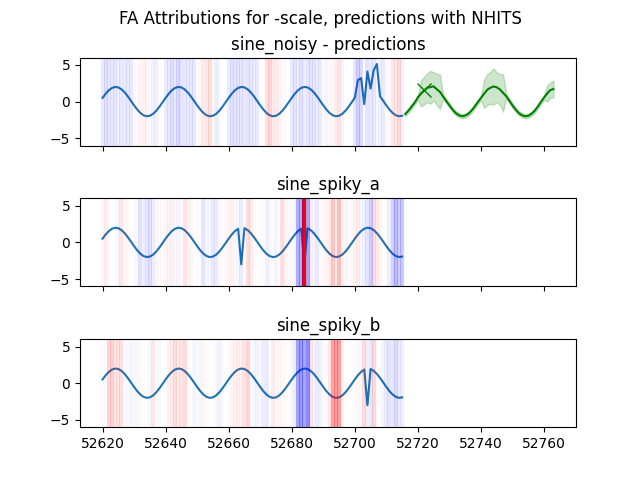 FA Attributions for -scale, predictions with NHITS
sine_noisy - predictions
5
0
−5
sine_spiky_a
5
0
−5
sine_spiky_b
5
0
−5
52620 52640 52660 52680 52700 52720 52740 52760